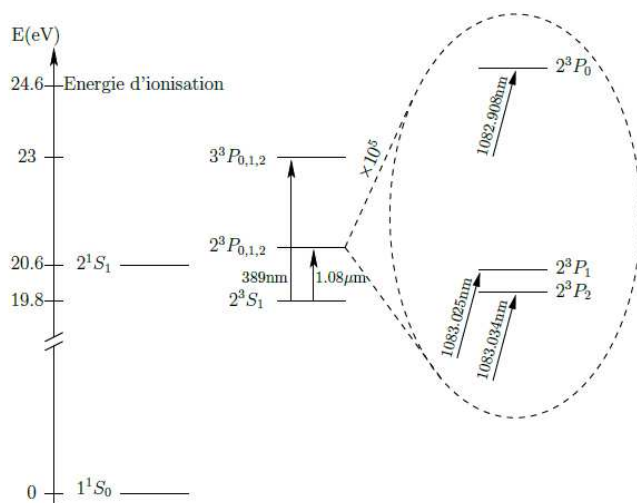 E(eV)
24.6 Energie d'ionisation
23
20.6
19.8
0
2¹S₁
1¹S₀
3³P₀,₁,₂
2³P₀,₁,₂
389nm
1.08µm
2³S₁
×10⁵
2³P₀
1082.908nm
2³P₁
2³P₂
1083.025nm
1083.034nm